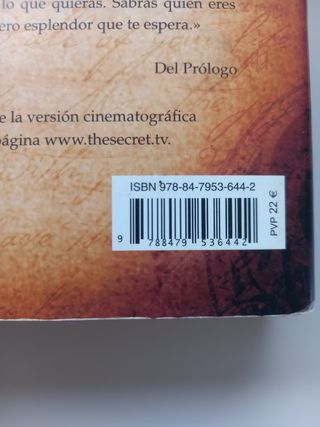 lo que quieras. Sabrás quién eres
ero esplendor que te espera.»
Del Prólogo
e la versión cinematográfica
página www.thesecret.tv.
ISBN 978-84-7953-644-2
9 788479 536442
PVP 22 €